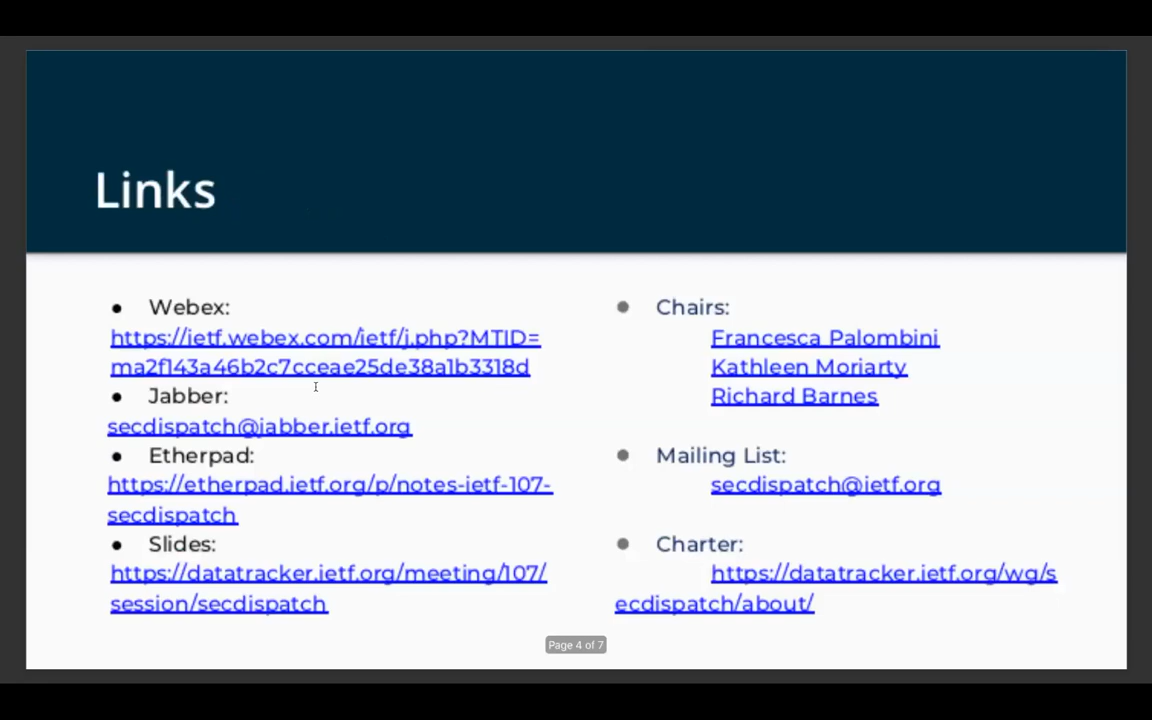 Links
● Webex:
https://ietf.webex.com/ietf/j.php?MTID=
ma2f143a46b2c7cceae25de38a1b3318d
● Jabber:
secdispatch@jabber.ietf.org
● Etherpad:
https://etherpad.ietf.org/p/notes-ietf-107-
secdispatch
● Slides:
https://datatracker.ietf.org/meeting/107/
session/secdispatch
● Chairs:
Francesca Palombini
Kathleen Moriarty
Richard Barnes
● Mailing List:
secdispatch@ietf.org
● Charter:
https://datatracker.ietf.org/wg/s
ecdispatch/about/
Page 4 of 7